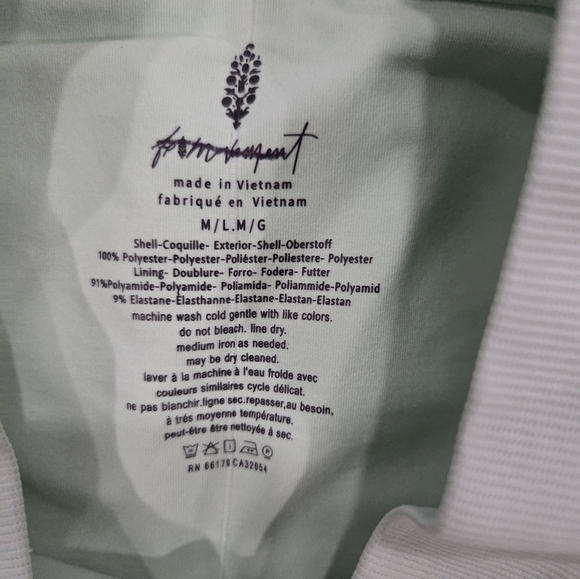 fp movement
made in Vietnam
fabriqué en Vietnam
M/L.M/G
Shell-Coquille- Exterior-Shell-Oberstoff
100% Polyester-Polyester-Poliéster-Poliestere- Polyester
Lining- Doublure- Forro- Fodera- Futter
91%Polyamide-Polyamide- Poliamida- Poliammide-Polyamid
9% Elastane-Élasthanne-Elastane-Elastan-Elastan
machine wash cold gentle with like colors.
do not bleach. line dry.
medium iron as needed.
may be dry cleaned.
laver à la machine à l'eau froide avec
couleurs similaires cycle délicat.
ne pas blanchir.ligne sec.repasser,au besoin,
à trés moyenne température.
peut-être être nettoyée à sec.
RN 66170 CA32054